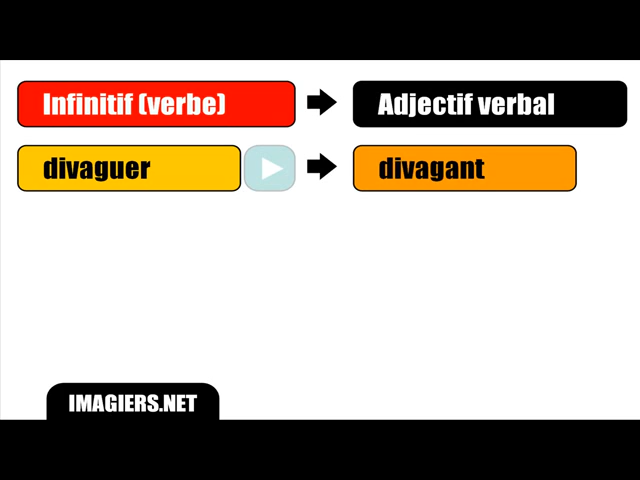 Infinitif (verbe) Adjectif verbal
divaguer divagant
IMAGIERS.NET